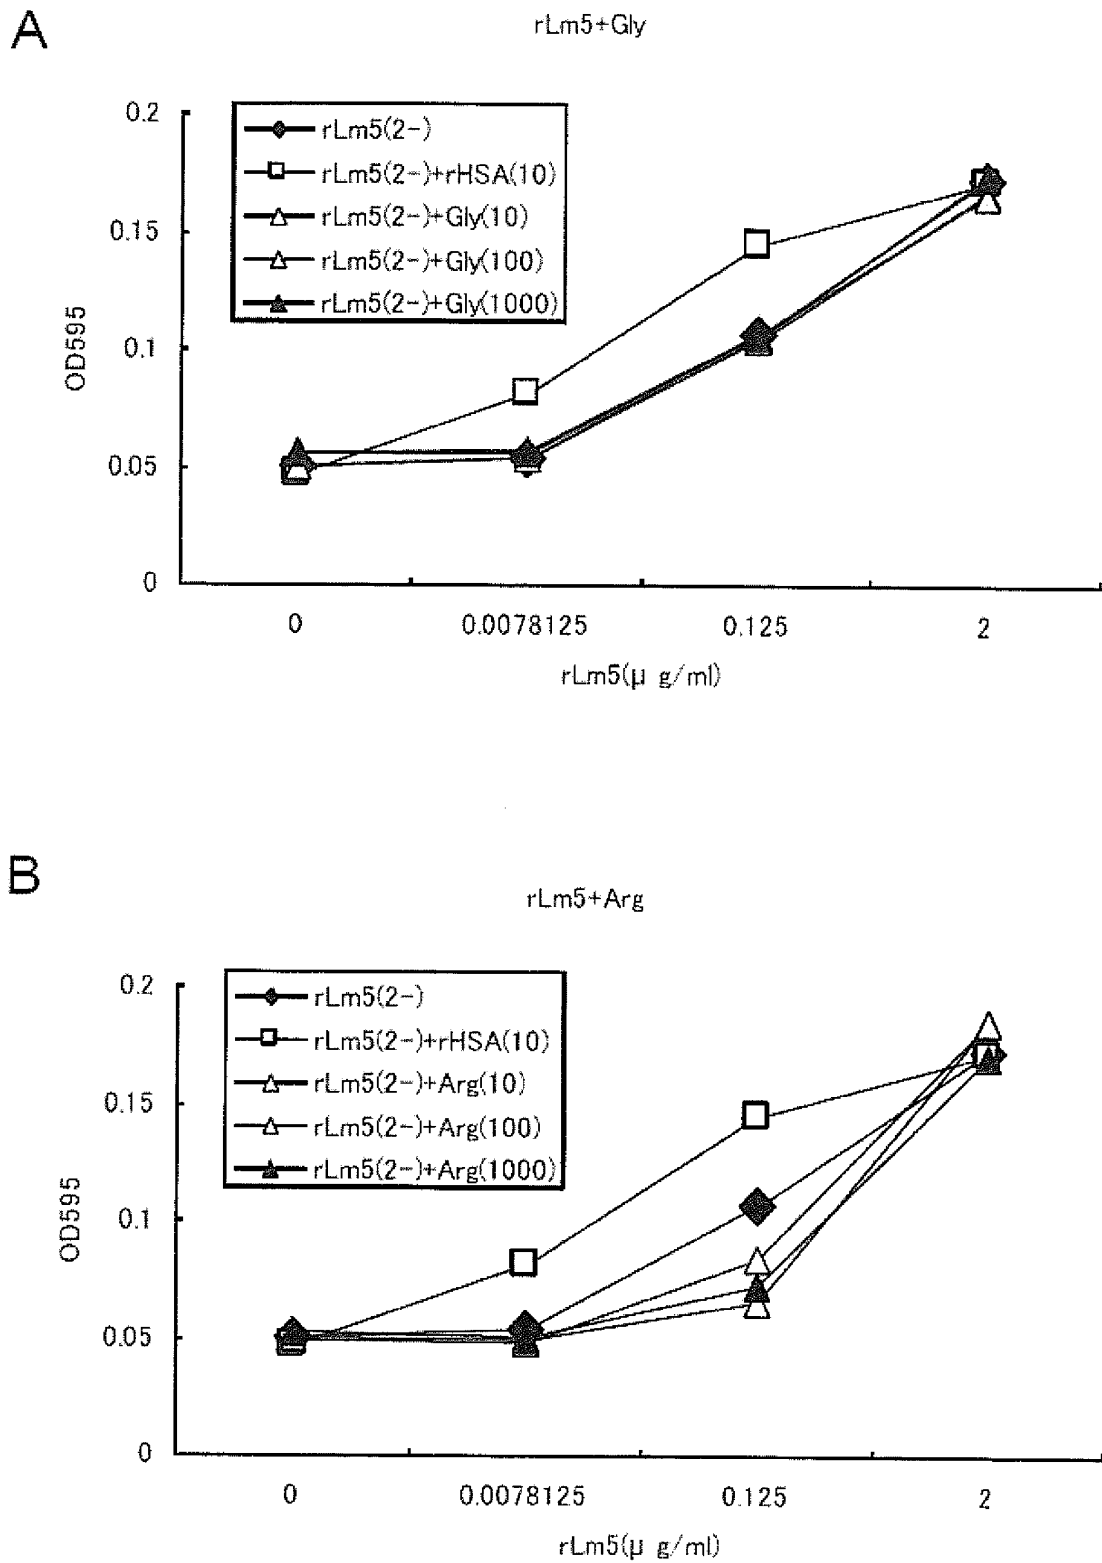 A
rLm5+Gly
0.2
0.15
0.1
0.05
0
OD595
rLm5(2-)
rLm5(2-)+rHSA(10)
rLm5(2-)+Gly(10)
rLm5(2-)+Gly(100)
rLm5(2-)+Gly(1000)
0 0.0078125 0.125 2
rLm5(μ g/ml)
B
rLm5+Arg
0.2
0.15
0.1
0.05
0
OD595
rLm5(2-)
rLm5(2-)+rHSA(10)
rLm5(2-)+Arg(10)
rLm5(2-)+Arg(100)
rLm5(2-)+Arg(1000)
0 0.0078125 0.125 2
rLm5(μ g/ml)